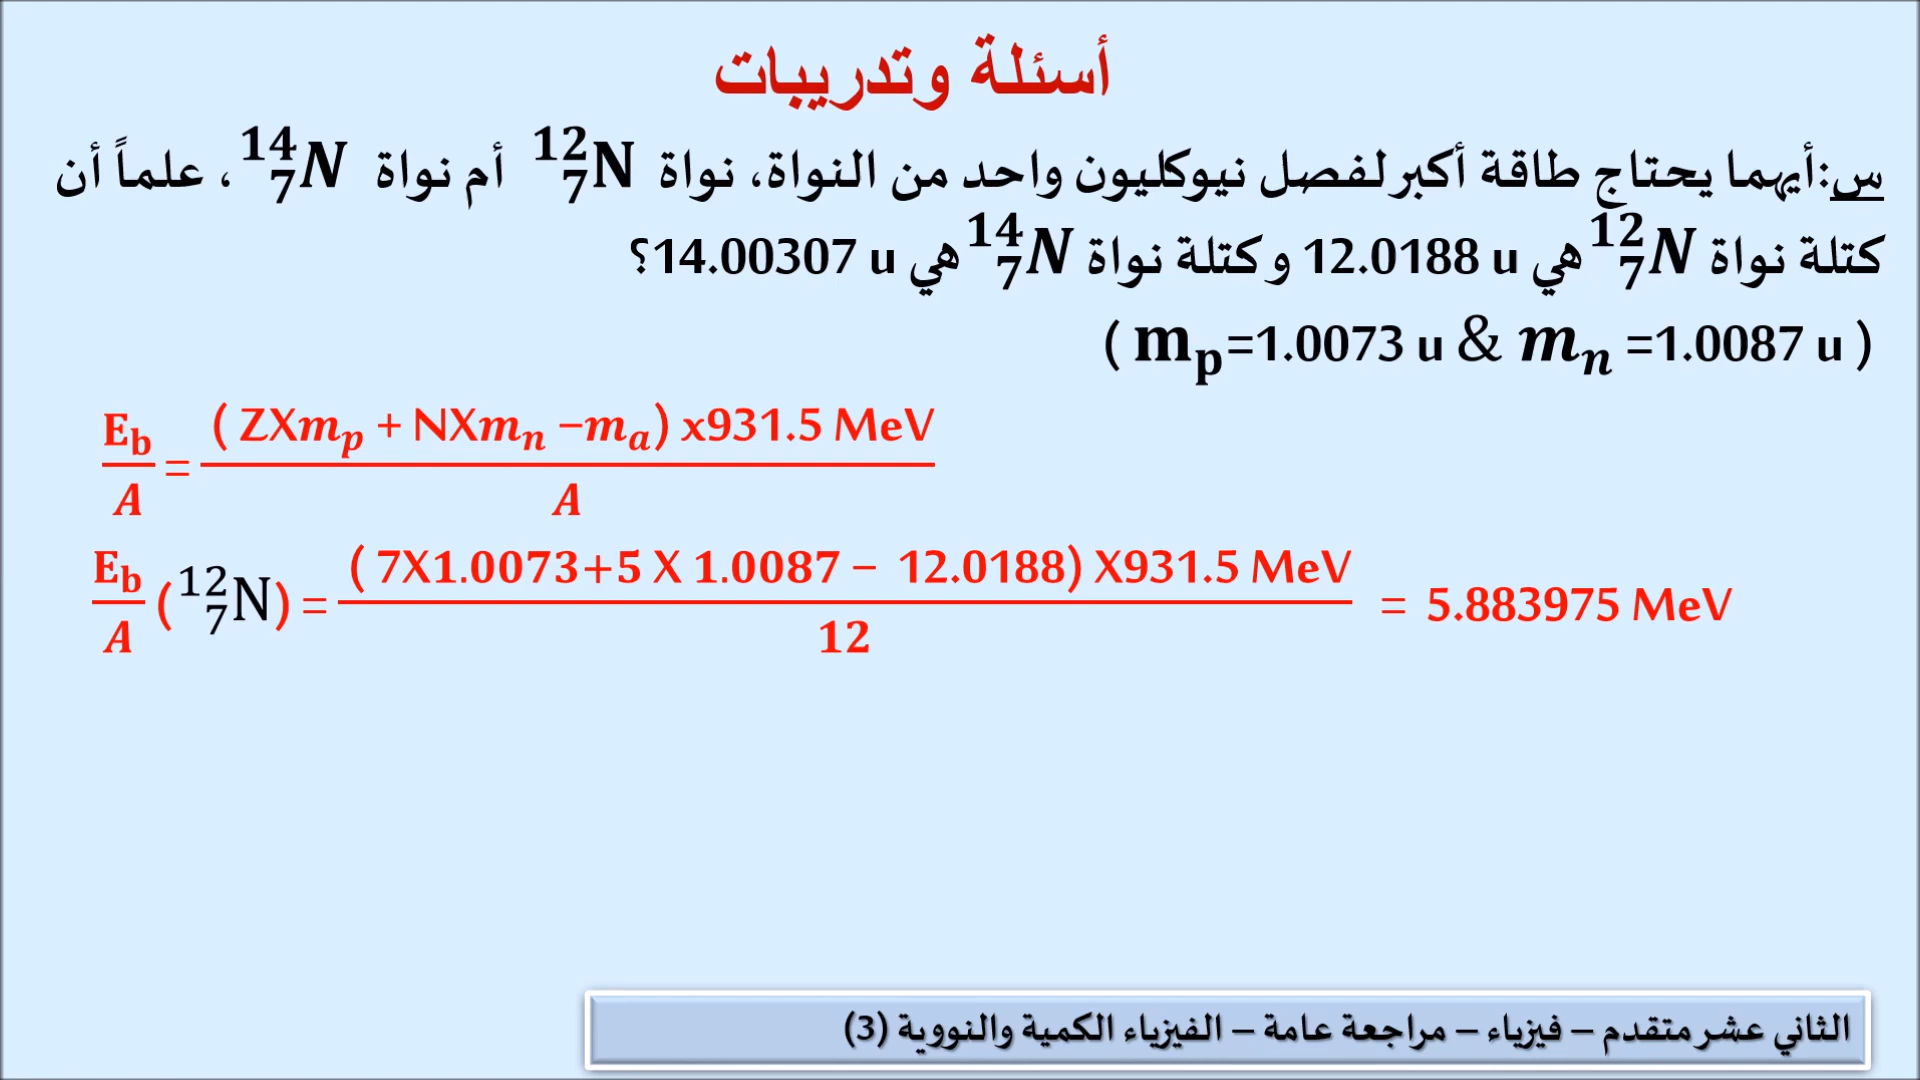 أسئلة وتدريبات
س:أيهما يحتاج طاقة أكبر لفصل نيوكليون واحد من النواة، نواة ¹²₇N أم نواة ¹⁴₇N ، علماً أن
كتلة نواة ¹²₇N هي 12.0188 u وكتلة نواة ¹⁴₇N هي 14.00307 u؟
( mₚ=1.0073 u & mₙ =1.0087 u )
E_b/A = ( ZXmₚ + NXmₙ −mₐ) x931.5 MeV / A
E_b/A (¹²₇N) = ( 7X1.0073+5 X 1.0087 − 12.0188) X931.5 MeV / 12 = 5.883975 MeV
الثاني عشر متقدم – فيزياء – مراجعة عامة – الفيزياء الكمية والنووية (3)